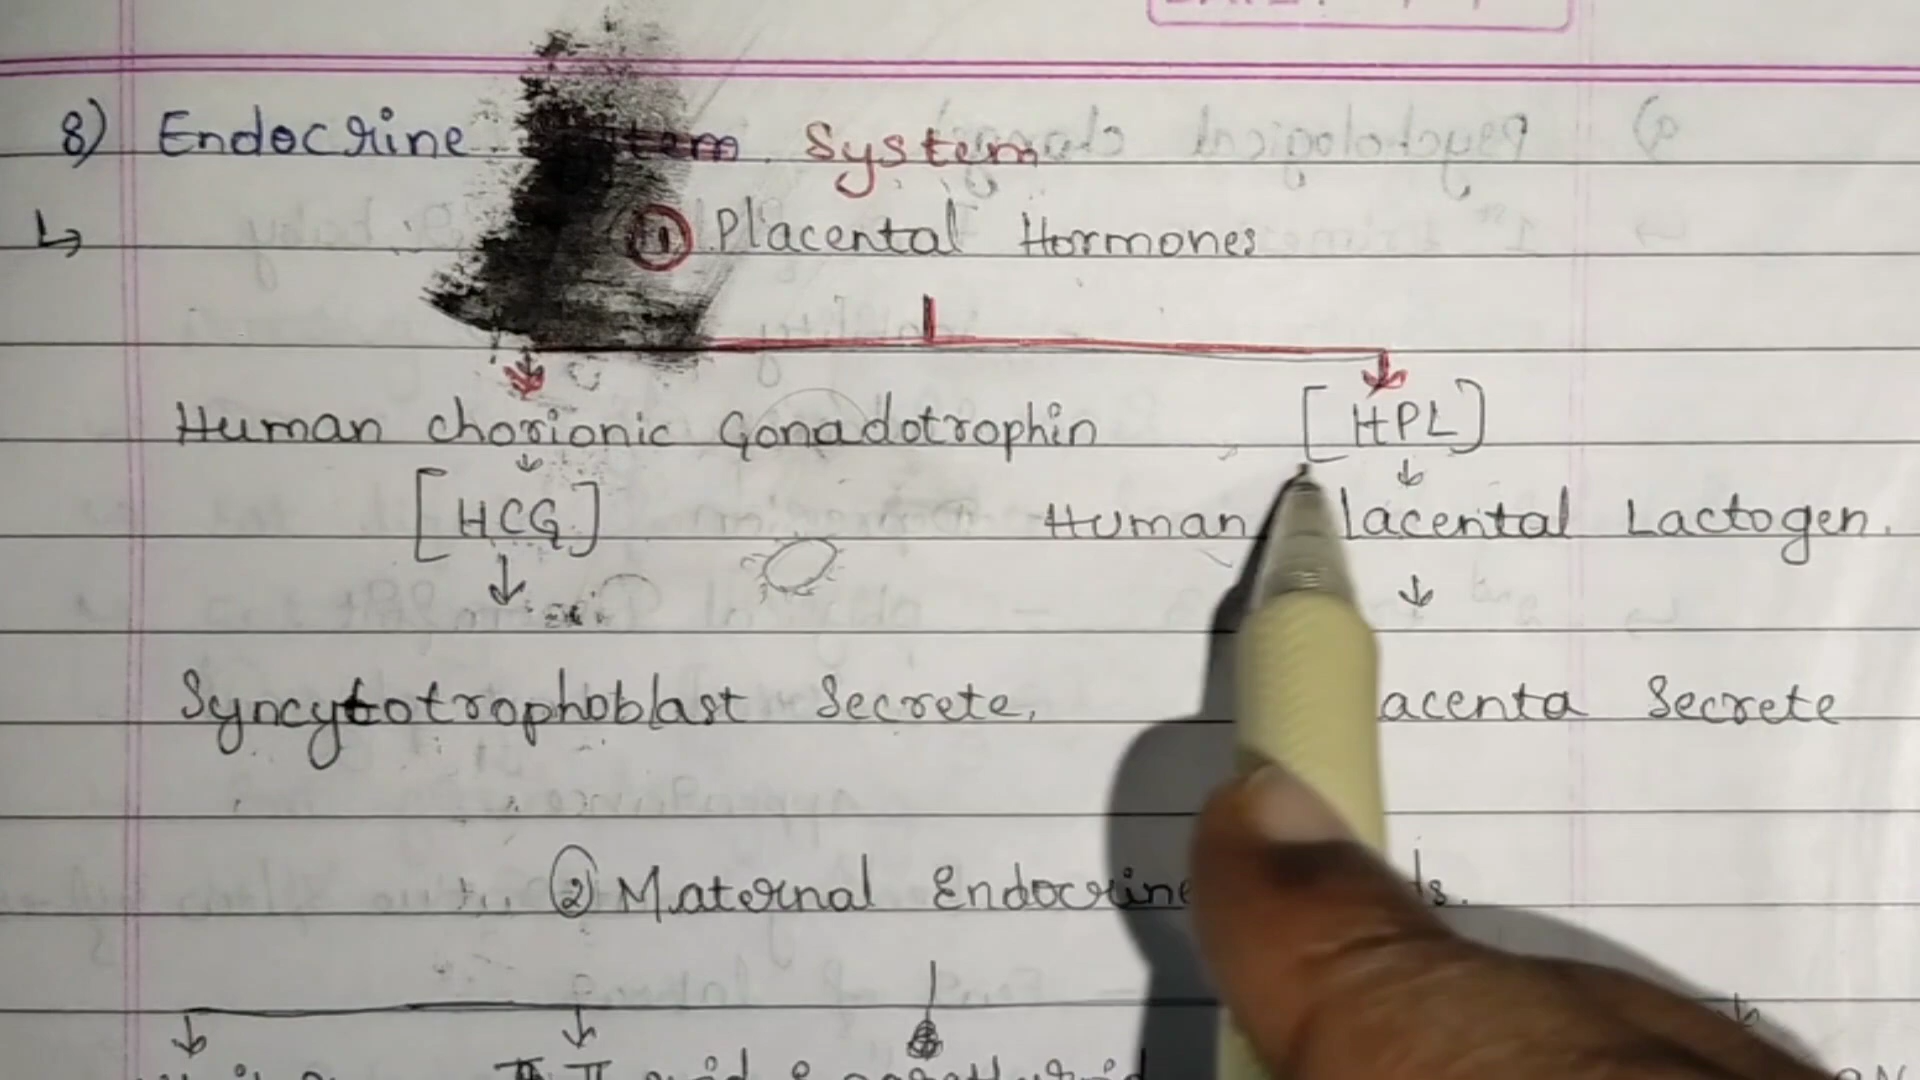 8) Endocrine System
① Placental Hormones
Human chorionic Gonadotrophin [HPL]
[HCG] Human lacental Lactogen.
Syncytotrophoblast Secrete. acenta Secrete
② Maternal Endocrine ds.